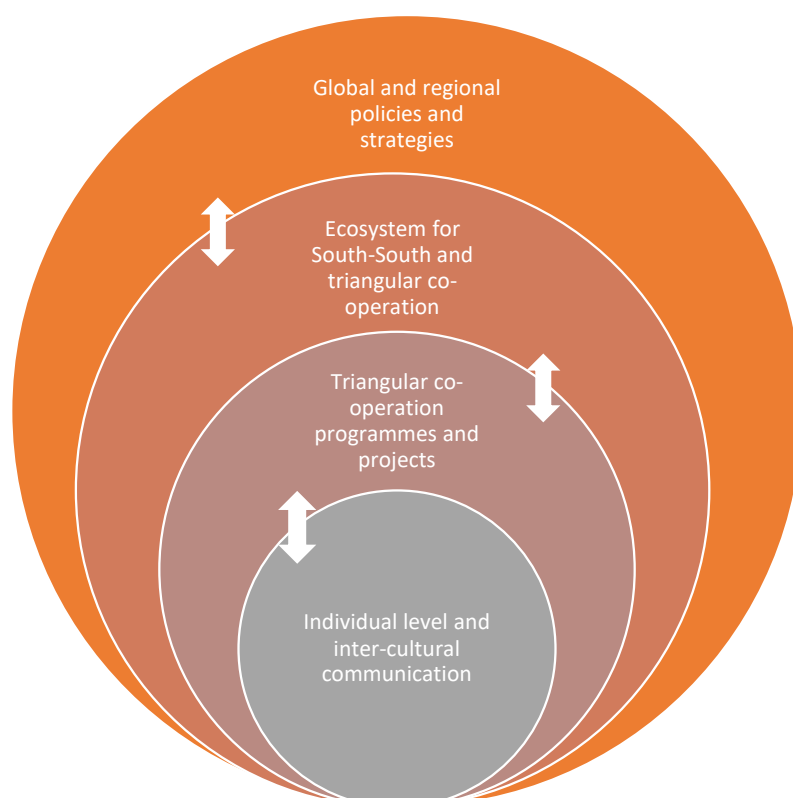 Global and regional
policies and
strategies
Ecosystem for
South-South and
triangular co-
operation
Triangular co-
operation
programmes and
projects
Individual level and
inter-cultural
communication